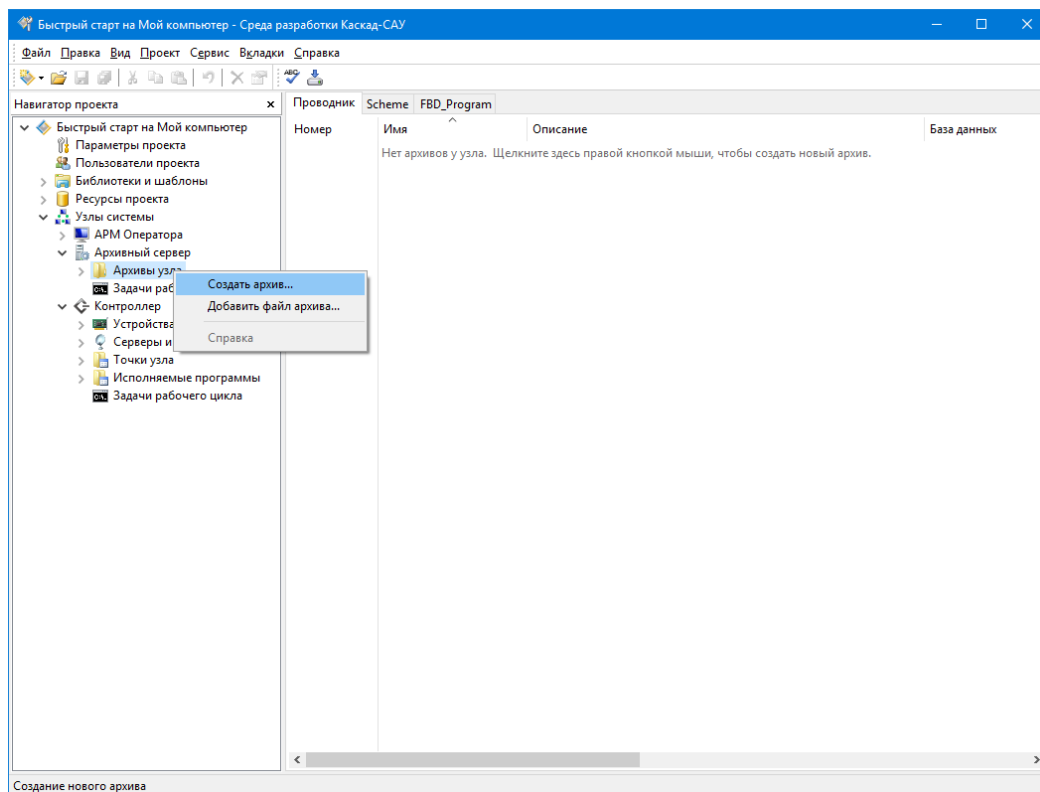 Быстрый старт на Мой компьютер - Среда разработки Каскад-САУ
Файл Правка Вид Проект Сервис Вкладки Справка
Навигатор проекта
Проводник Scheme FBD_Program
Номер Имя Описание База данных
Нет архивов у узла. Щелкните здесь правой кнопкой мыши, чтобы создать новый архив.
Быстрый старт на Мой компьютер
Параметры проекта
Пользователи проекта
Библиотеки и шаблоны
Ресурсы проекта
Узлы системы
АРМ Оператора
Архивный сервер
Архивы узла
Задачи раб
Контроллер
Устройства
Серверы и
Точки узла
Исполняемые программы
Задачи рабочего цикла
Создать архив...
Добавить файл архива...
Справка
Создание нового архива